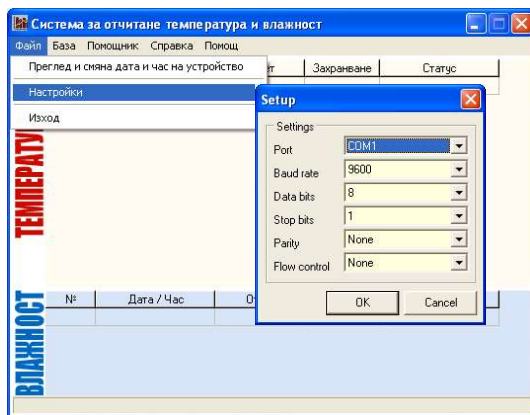 Система за отчитане температура и влажност
Файл База Помощник Справка Помощ
Преглед и смяна дата и час на устройство
Захранване Статус
Настройки
Изход
ТЕМПЕРАТУ
Setup
Settings
Port COM1
Baud rate 9600
Data bits 8
Stop bits 1
Parity None
Flow control None
OK Cancel
ВЛАЖНОСТ
№ Дата / Час